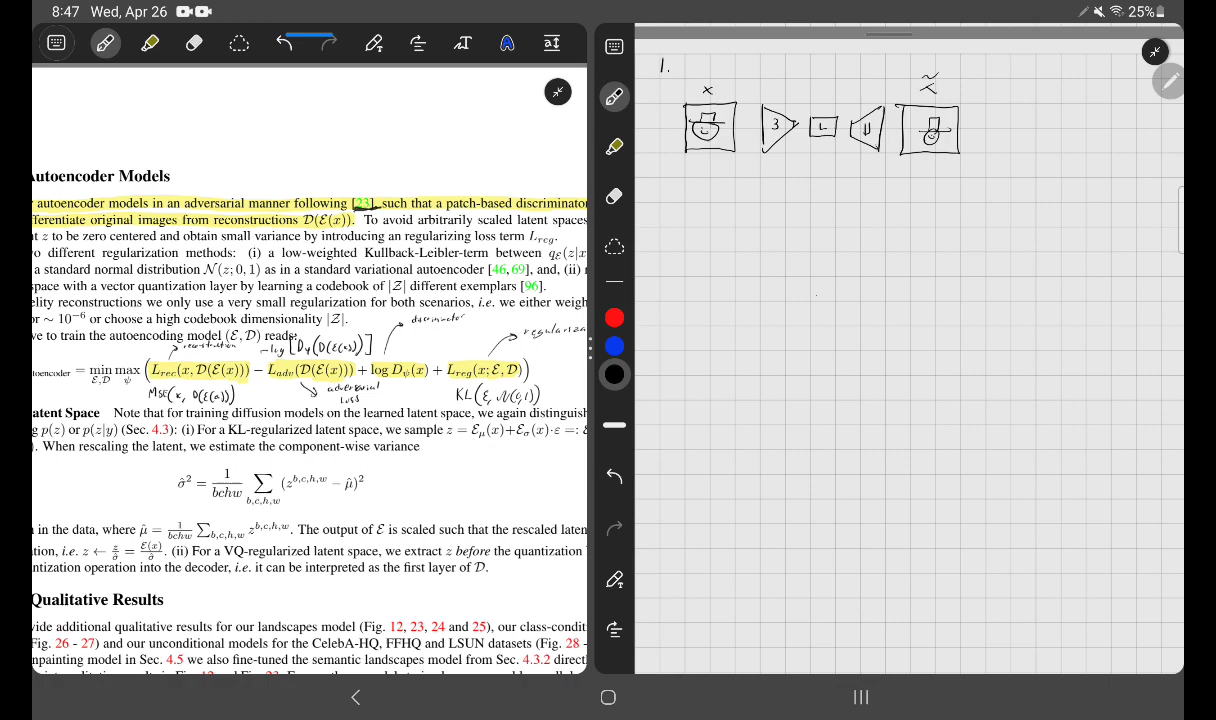 8:47 Wed, Apr 26
25%
Autoencoder Models
r autoencoder models in an adversarial manner following [23], such that a patch-based discriminator
fferentiate original images from reconstructions D(E(x)). To avoid arbitrarily scaled latent spaces
nt z to be zero centered and obtain small variance by introducing an regularizing loss term L_reg.
wo different regularization methods: (i) a low-weighted Kullback-Leibler-term between q_E(z|x
a standard normal distribution N(z; 0, 1) as in a standard variational autoencoder [46, 69], and, (ii) r
space with a vector quantization layer by learning a codebook of |Z| different exemplars [96].
elity reconstructions we only use a very small regularization for both scenarios, i.e. we either weigh
or ∼ 10^−6 or choose a high codebook dimensionality |Z|.
ve to train the autoencoding model (E, D) reads:
discriminator
regulariza
reconstruction
-log [Dψ(D(E(x)))]
autoencoder = min E,D max ψ ( L_rec(x, D(E(x))) − L_adv(D(E(x))) + log D_ψ(x) + L_reg(x; E, D) )
MSE(x, D(E(x)))
adversarial
loss
KL(E, N(0,1))
atent Space Note that for training diffusion models on the learned latent space, we again distinguish
g p(z) or p(z|y) (Sec. 4.3): (i) For a KL-regularized latent space, we sample z = E_μ(x)+E_σ(x)·ε =: E
). When rescaling the latent, we estimate the component-wise variance
σ̂² = 1/bchw ∑_{b,c,h,w} (z^{b,c,h,w} − μ̂)²
n in the data, where μ̂ = 1/bchw ∑_{b,c,h,w} z^{b,c,h,w}. The output of E is scaled such that the rescaled laten
ation, i.e. z ← z/σ̂ = E(x)/σ̂. (ii) For a VQ-regularized latent space, we extract z before the quantization l
ntization operation into the decoder, i.e. it can be interpreted as the first layer of D.
Qualitative Results
vide additional qualitative results for our landscapes model (Fig. 12, 23, 24 and 25), our class-condit
Fig. 26 - 27) and our unconditional models for the CelebA-HQ, FFHQ and LSUN datasets (Fig. 28 -
npainting model in Sec. 4.5 we also fine-tuned the semantic landscapes model from Sec. 4.3.2 directl
1.
x
x̃